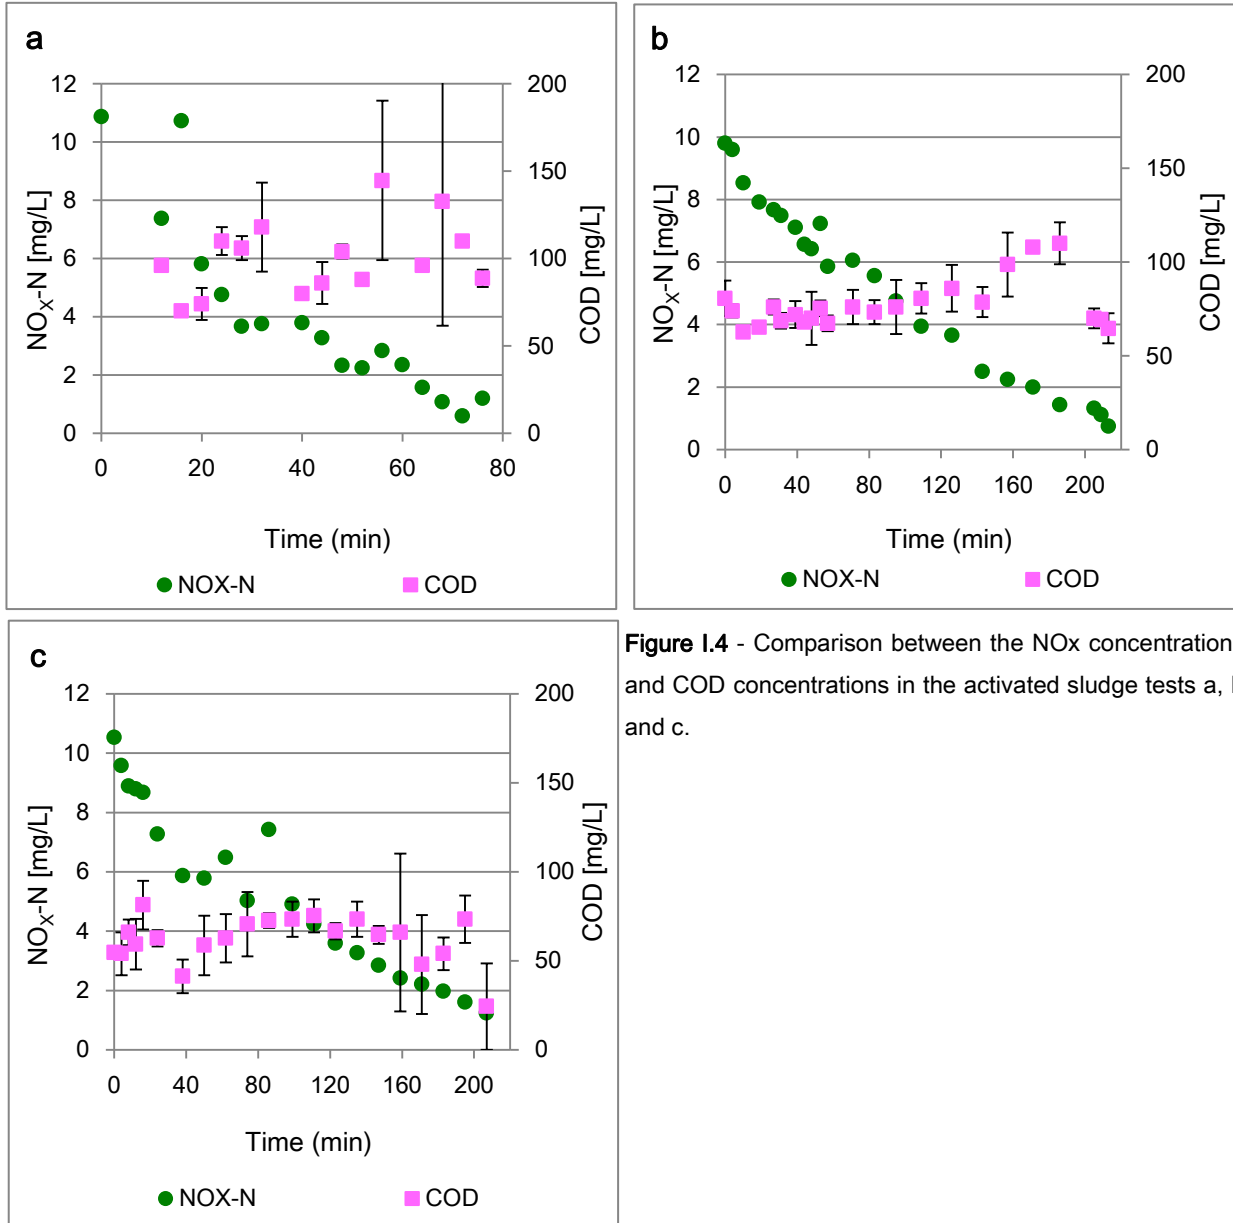 a
12
10
8
6
4
2
0
NOX-N [mg/L]
200
150
100
50
0
COD [mg/L]
0 20 40 60 80
Time (min)
NOX-N COD
b
12
10
8
6
4
2
0
NOX-N [mg/L]
200
150
100
50
0
COD [mg/L]
0 40 80 120 160 200
Time (min)
NOX-N COD
c
12
10
8
6
4
2
0
NOX-N [mg/L]
200
150
100
50
0
COD [mg/L]
0 40 80 120 160 200
Time (min)
NOX-N COD
Figure I.4 - Comparison between the NOx concentration
and COD concentrations in the activated sludge tests a,
and c.